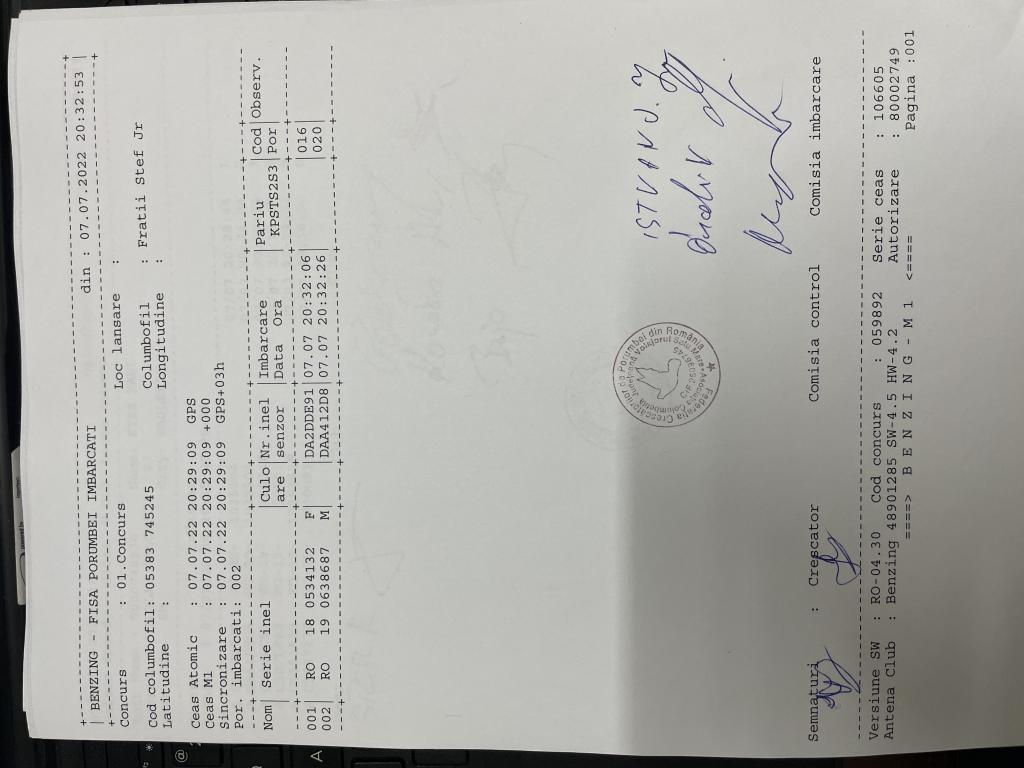 BENZING - FISA PORUMBEI IMBARCATI din : 07.07.2022 20:32:53
Concurs : 01.Concurs Loc lansare :
Cod columbofil: 05383 745245 Columbofil : Fratii Stef Jr
Latitudine : Longitudine :
Ceas Atomic : 07.07.22 20:29:09 GPS
Ceas M1 : 07.07.22 20:29:09 +000
Sincronizare : 07.07.22 20:29:09 GPS+03h
Por. imbarcati: 002
Nom| Serie inel |Culo|Nr.inel |Imbarcare |Pariu |Cod|Observ.
|are |senzor |Data Ora | KPSTS2S3|Por|
001| RO 18 0534132 F| |DA2DDE91|07.07 20:32:06| |016
002| RO 19 0638687 M| |DAA412D8|07.07 20:32:26| |020
Federatia Crescatorilor de Porumbei din România
ISTVAN J.
Semnaturi : Crescator Comisia control Comisia imbarcare
Versiune SW : RO-04.30 Cod concurs : 059892 Serie ceas : 106605
Antena Club : Benzing 48901285 SW-4.5 HW-4.2 Autorizare : 80002749
====> B E N Z I N G - M 1 <==== Pagina :001